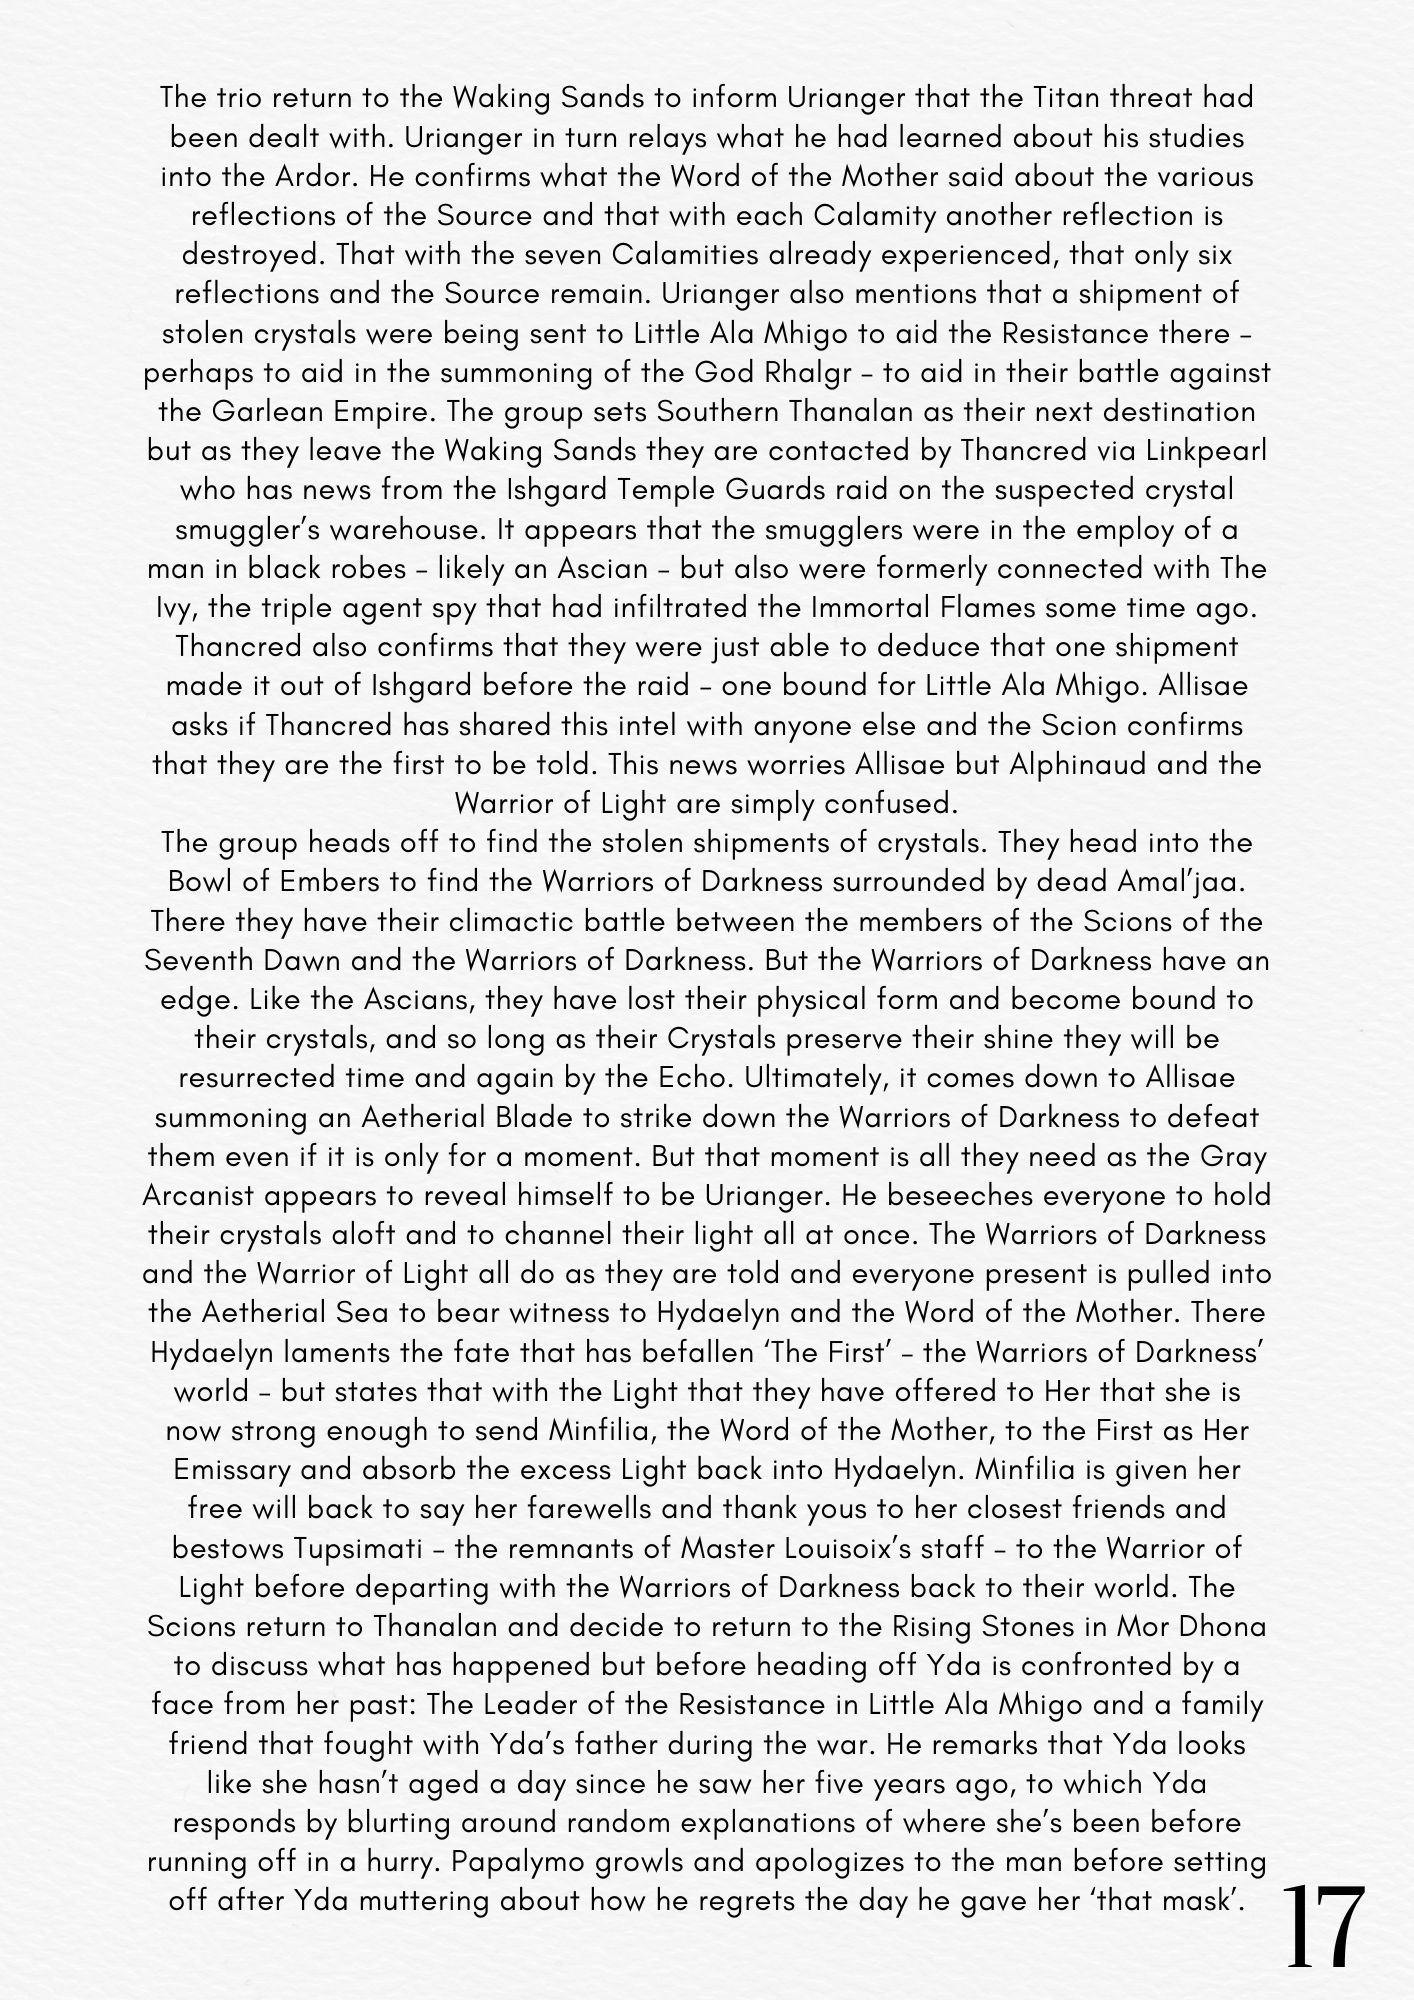 The trio return to the Waking Sands to inform Urianger that the Titan threat had
been dealt with. Urianger in turn relays what he had learned about his studies
into the Ardor. He confirms what the Word of the Mother said about the various
reflections of the Source and that with each Calamity another reflection is
destroyed. That with the seven Calamities already experienced, that only six
reflections and the Source remain. Urianger also mentions that a shipment of
stolen crystals were being sent to Little Ala Mhigo to aid the Resistance there –
perhaps to aid in the summoning of the God Rhalgr – to aid in their battle against
the Garlean Empire. The group sets Southern Thanalan as their next destination
but as they leave the Waking Sands they are contacted by Thancred via Linkpearl
who has news from the Ishgard Temple Guards raid on the suspected crystal
smuggler’s warehouse. It appears that the smugglers were in the employ of a
man in black robes – likely an Ascian – but also were formerly connected with The
Ivy, the triple agent spy that had infiltrated the Immortal Flames some time ago.
Thancred also confirms that they were just able to deduce that one shipment
made it out of Ishgard before the raid – one bound for Little Ala Mhigo. Allisae
asks if Thancred has shared this intel with anyone else and the Scion confirms
that they are the first to be told. This news worries Allisae but Alphinaud and the
Warrior of Light are simply confused.
The group heads off to find the stolen shipments of crystals. They head into the
Bowl of Embers to find the Warriors of Darkness surrounded by dead Amal’jaa.
There they have their climactic battle between the members of the Scions of the
Seventh Dawn and the Warriors of Darkness. But the Warriors of Darkness have an
edge. Like the Ascians, they have lost their physical form and become bound to
their crystals, and so long as their Crystals preserve their shine they will be
resurrected time and again by the Echo. Ultimately, it comes down to Allisae
summoning an Aetherial Blade to strike down the Warriors of Darkness to defeat
them even if it is only for a moment. But that moment is all they need as the Gray
Arcanist appears to reveal himself to be Urianger. He beseeches everyone to hold
their crystals aloft and to channel their light all at once. The Warriors of Darkness
and the Warrior of Light all do as they are told and everyone present is pulled into
the Aetherial Sea to bear witness to Hydaelyn and the Word of the Mother. There
Hydaelyn laments the fate that has befallen ‘The First’ – the Warriors of Darkness’
world – but states that with the Light that they have offered to Her that she is
now strong enough to send Minfilia, the Word of the Mother, to the First as Her
Emissary and absorb the excess Light back into Hydaelyn. Minfilia is given her
free will back to say her farewells and thank yous to her closest friends and
bestows Tupsimati – the remnants of Master Louisoix’s staff – to the Warrior of
Light before departing with the Warriors of Darkness back to their world. The
Scions return to Thanalan and decide to return to the Rising Stones in Mor Dhona
to discuss what has happened but before heading off Yda is confronted by a
face from her past: The Leader of the Resistance in Little Ala Mhigo and a family
friend that fought with Yda’s father during the war. He remarks that Yda looks
like she hasn’t aged a day since he saw her five years ago, to which Yda
responds by blurting around random explanations of where she’s been before
running off in a hurry. Papalymo growls and apologizes to the man before setting
off after Yda muttering about how he regrets the day he gave her ‘that mask’.
17